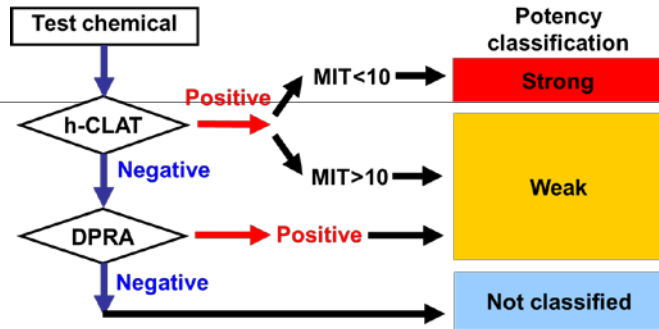 Test chemical
Potency
classification
MIT<10
Strong
Positive
h-CLAT
Negative
MIT>10
Weak
DPRA
Positive
Negative
Not classified